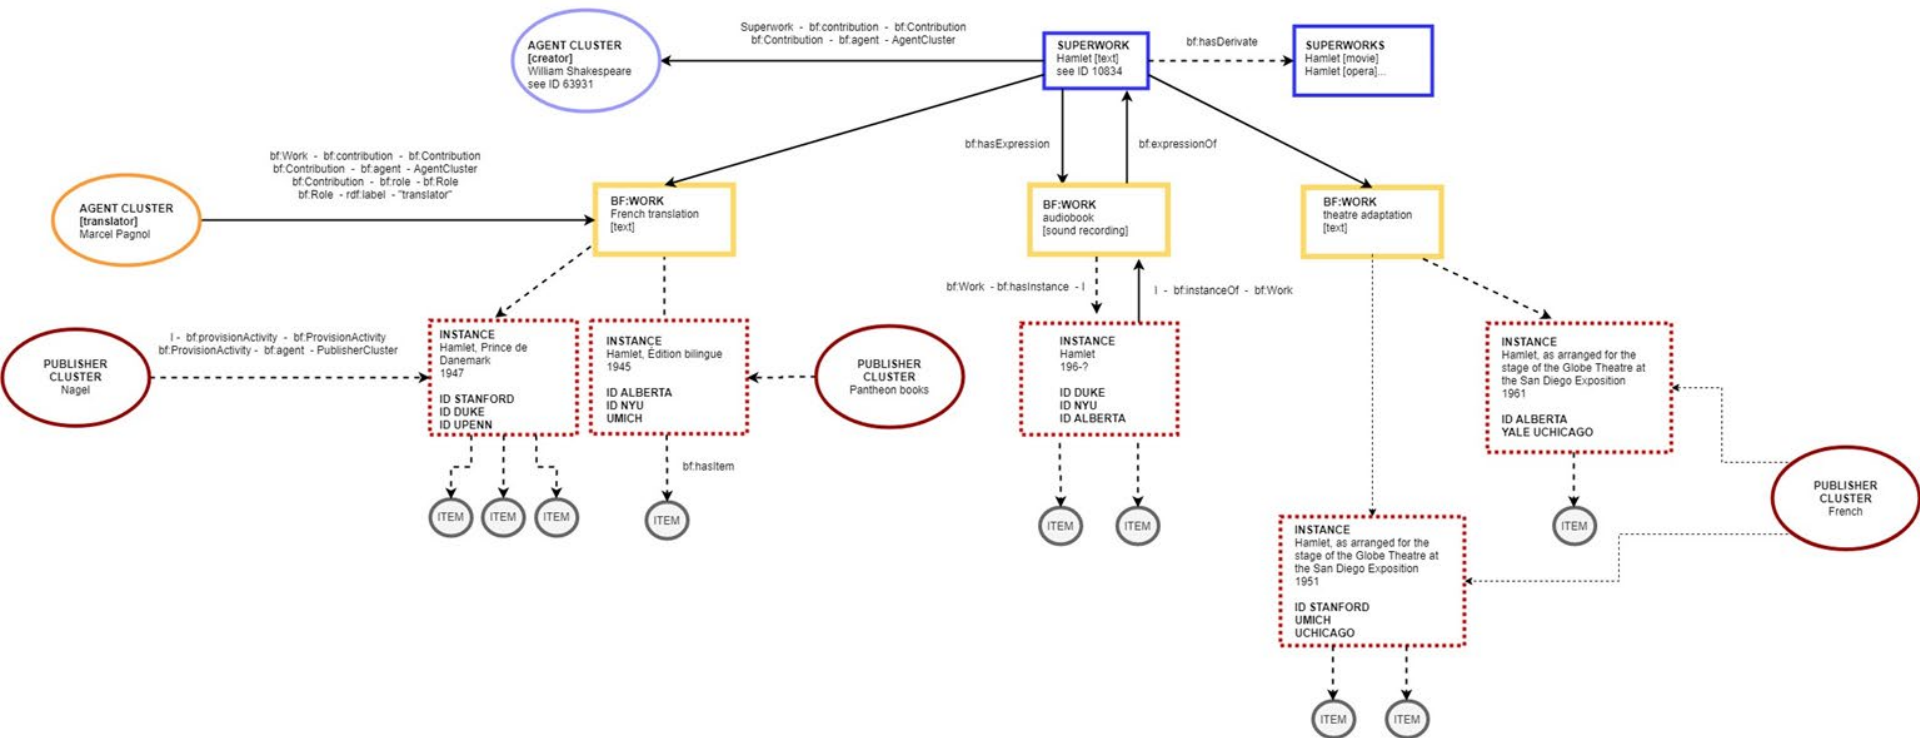 Superwork - bf:contribution - bf:Contribution
bf:Contribution - bf:agent - AgentCluster
AGENT CLUSTER
[creator]
William Shakespeare
see ID 63931
SUPERWORK
Hamlet [text]
see ID 10834
bf:hasDerivate
SUPERWORKS
Hamlet [movie]
Hamlet [opera]...
bf:hasExpression
bf:expressionOf
bf:Work - bf:contribution - bf:Contribution
bf:Contribution - bf:agent - AgentCluster
bf:Contribution - bf:role - bf:Role
bf:Role - rdf:label - "translator"
AGENT CLUSTER
[translator]
Marcel Pagnol
BF:WORK
French translation
[text]
BF:WORK
audiobook
[sound recording]
BF:WORK
theatre adaptation
[text]
bf:Work - bf:hasInstance - I
I - bf:instanceOf - bf:Work
PUBLISHER
CLUSTER
Nagel
I - bf:provisionActivity - bf:ProvisionActivity
bf:ProvisionActivity - bf:agent - PublisherCluster
INSTANCE
Hamlet, Prince de
Danemark
1947
ID STANFORD
ID DUKE
ID UPENN
INSTANCE
Hamlet, Édition bilingue
1945
ID ALBERTA
ID NYU
UMICH
PUBLISHER
CLUSTER
Pantheon books
INSTANCE
Hamlet
196-?
ID DUKE
ID NYU
ID ALBERTA
INSTANCE
Hamlet, as arranged for the
stage of the Globe Theatre at
the San Diego Exposition
1961
ID ALBERTA
YALE UCHICAGO
bf:hasItem
ITEM
ITEM
ITEM
ITEM
ITEM
ITEM
ITEM
PUBLISHER
CLUSTER
French
INSTANCE
Hamlet, as arranged for the
stage of the Globe Theatre at
the San Diego Exposition
1951
ID STANFORD
UMICH
UCHICAGO
ITEM
ITEM